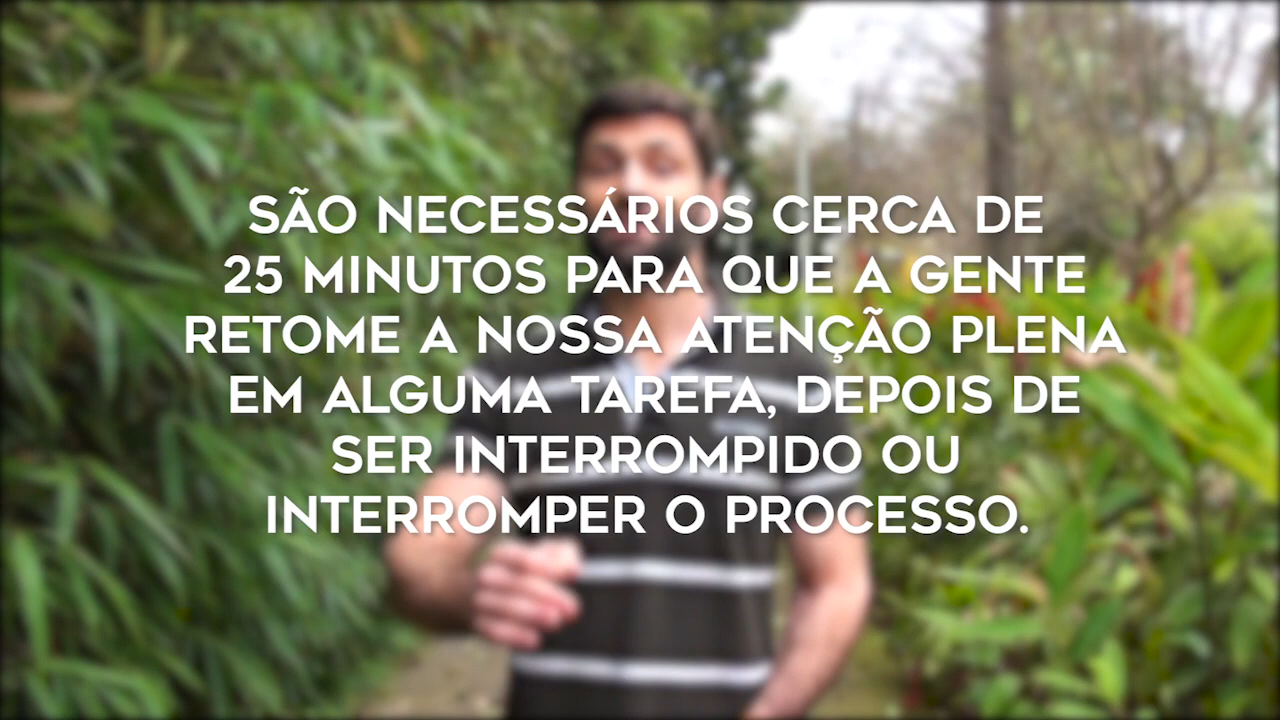 SÃO NECESSÁRIOS CERCA DE
25 MINUTOS PARA QUE A GENTE
RETOME A NOSSA ATENÇÃO PLENA
EM ALGUMA TAREFA, DEPOIS DE
SER INTERROMPIDO OU
INTERROMPER O PROCESSO.